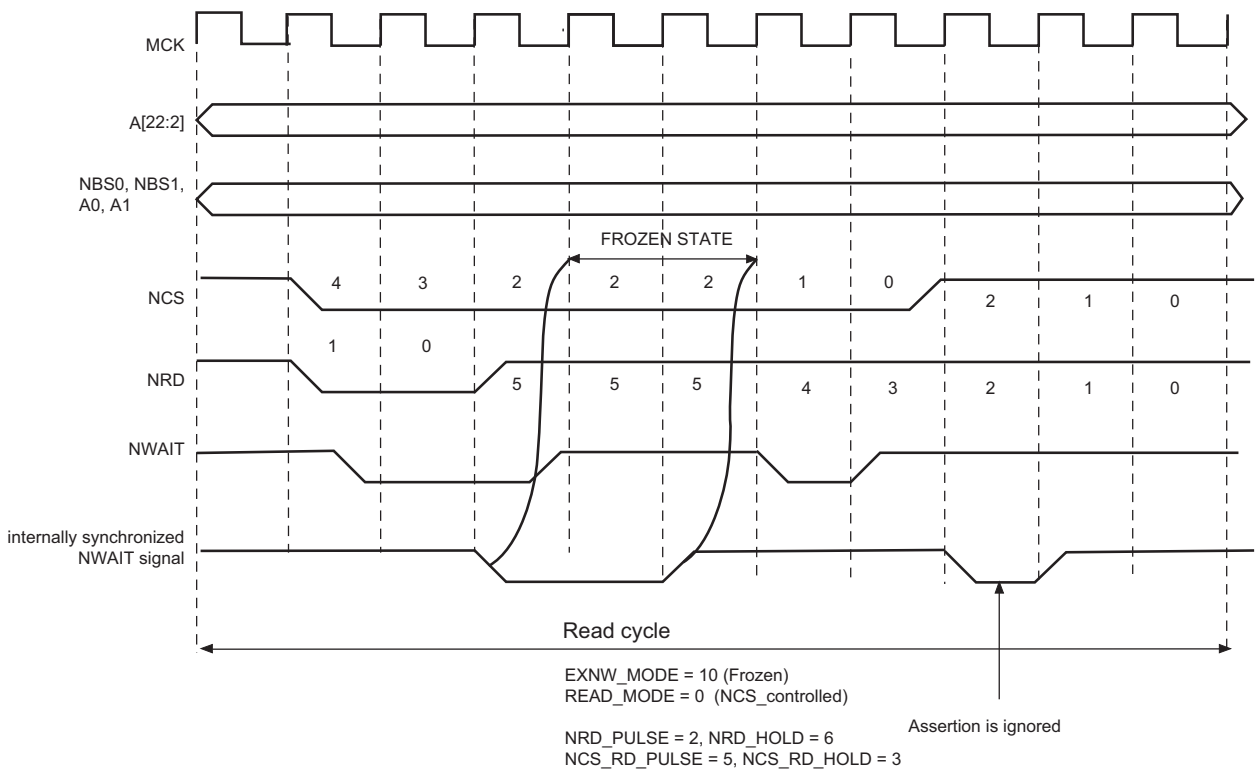 MCK
A[22:2]
NBS0, NBS1,
A0, A1
FROZEN STATE
4 3 2 2 2 1 0
NCS
2 1 0
1 0
NRD
5 5 5 4 3 2 1 0
NWAIT
internally synchronized
NWAIT signal
Read cycle
EXNW_MODE = 10 (Frozen)
READ_MODE = 0 (NCS_controlled)
Assertion is ignored
NRD_PULSE = 2, NRD_HOLD = 6
NCS_RD_PULSE = 5, NCS_RD_HOLD = 3